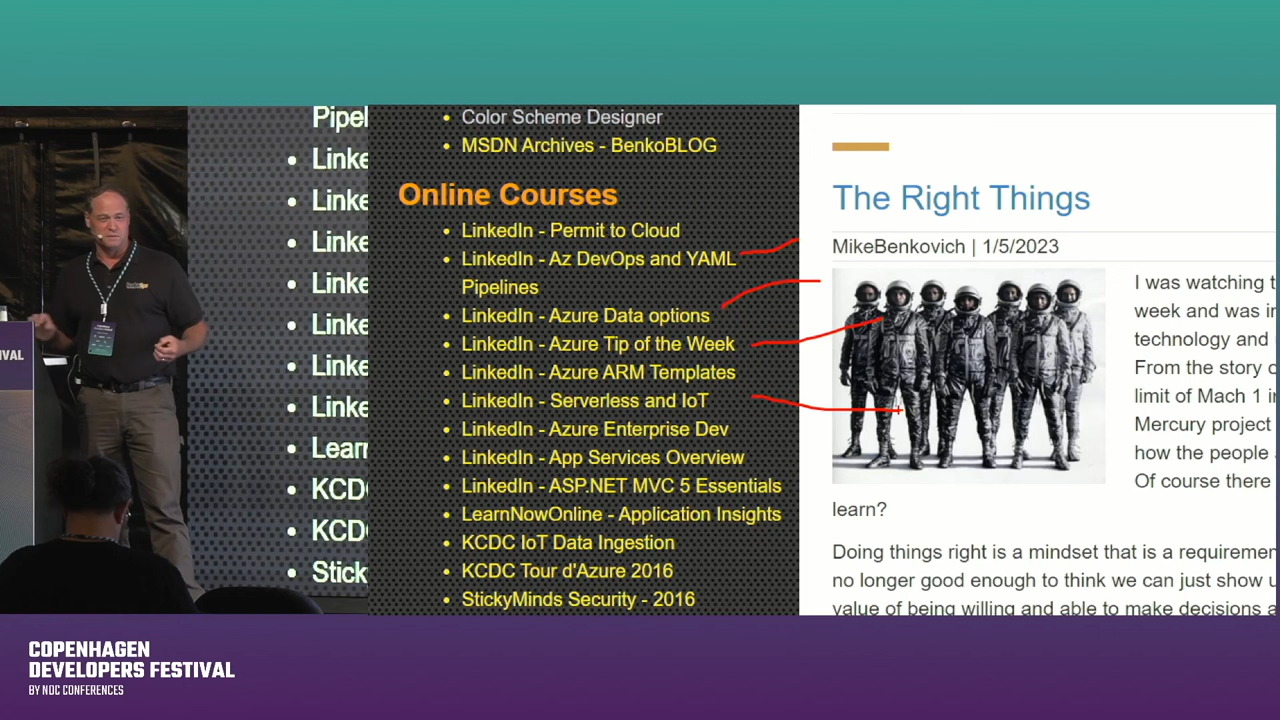 Pipel
Linke
Linke
Linke
Linke
Linke
Linke
Linke
Learn
KCDC
KCDC
Stick
IVAL
Color Scheme Designer
MSDN Archives - BenkoBLOG
Online Courses
LinkedIn - Permit to Cloud
LinkedIn - Az DevOps and YAML
Pipelines
LinkedIn - Azure Data options
LinkedIn - Azure Tip of the Week
LinkedIn - Azure ARM Templates
LinkedIn - Serverless and IoT
LinkedIn - Azure Enterprise Dev
LinkedIn - App Services Overview
LinkedIn - ASP.NET MVC 5 Essentials
LearnNowOnline - Application Insights
KCDC IoT Data Ingestion
KCDC Tour d'Azure 2016
StickyMinds Security - 2016
The Right Things
MikeBenkovich | 1/5/2023
I was watching t
week and was in
technology and
From the story o
limit of Mach 1 in
Mercury project
how the people
Of course there
learn?
Doing things right is a mindset that is a requiremen
no longer good enough to think we can just show u
value of being willing and able to make decisions a
COPENHAGEN
DEVELOPERS FESTIVAL
BY NDC CONFERENCES